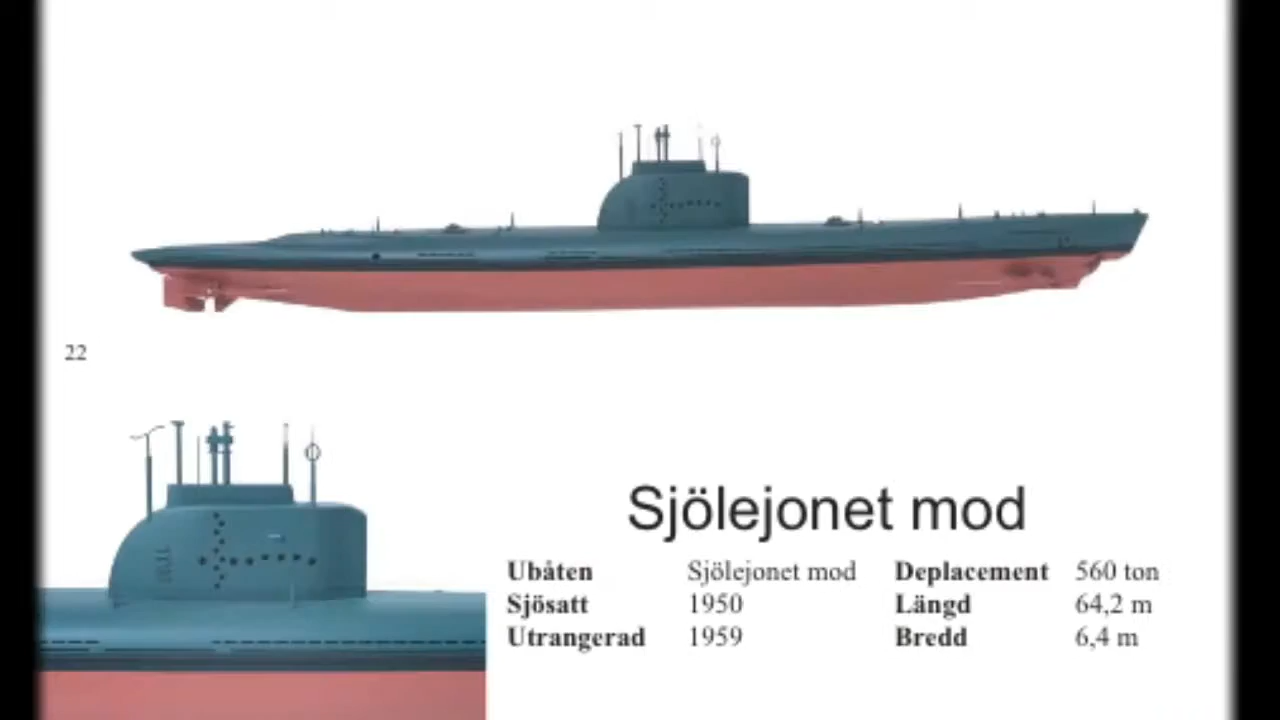 22
Sjölejonet mod
Ubåten Sjölejonet mod Deplacement 560 ton
Sjösatt 1950 Längd 64,2 m
Utrangerad 1959 Bredd 6,4 m